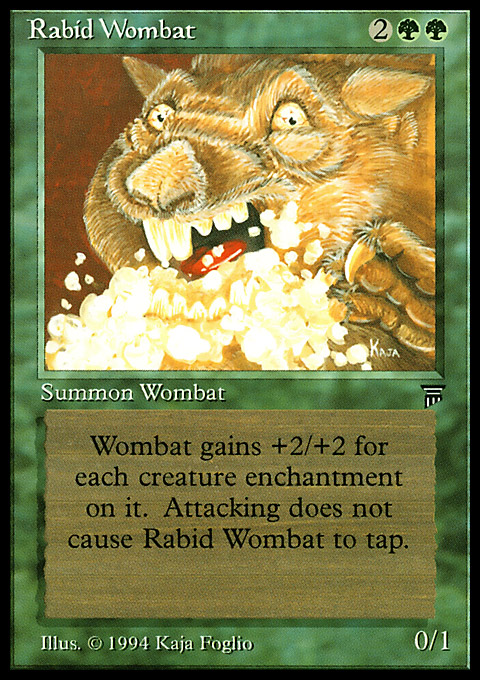 Rabid Wombat 2
KAJA
Summon Wombat
Wombat gains +2/+2 for
each creature enchantment
on it. Attacking does not
cause Rabid Wombat to tap.
Illus. © 1994 Kaja Foglio 0/1